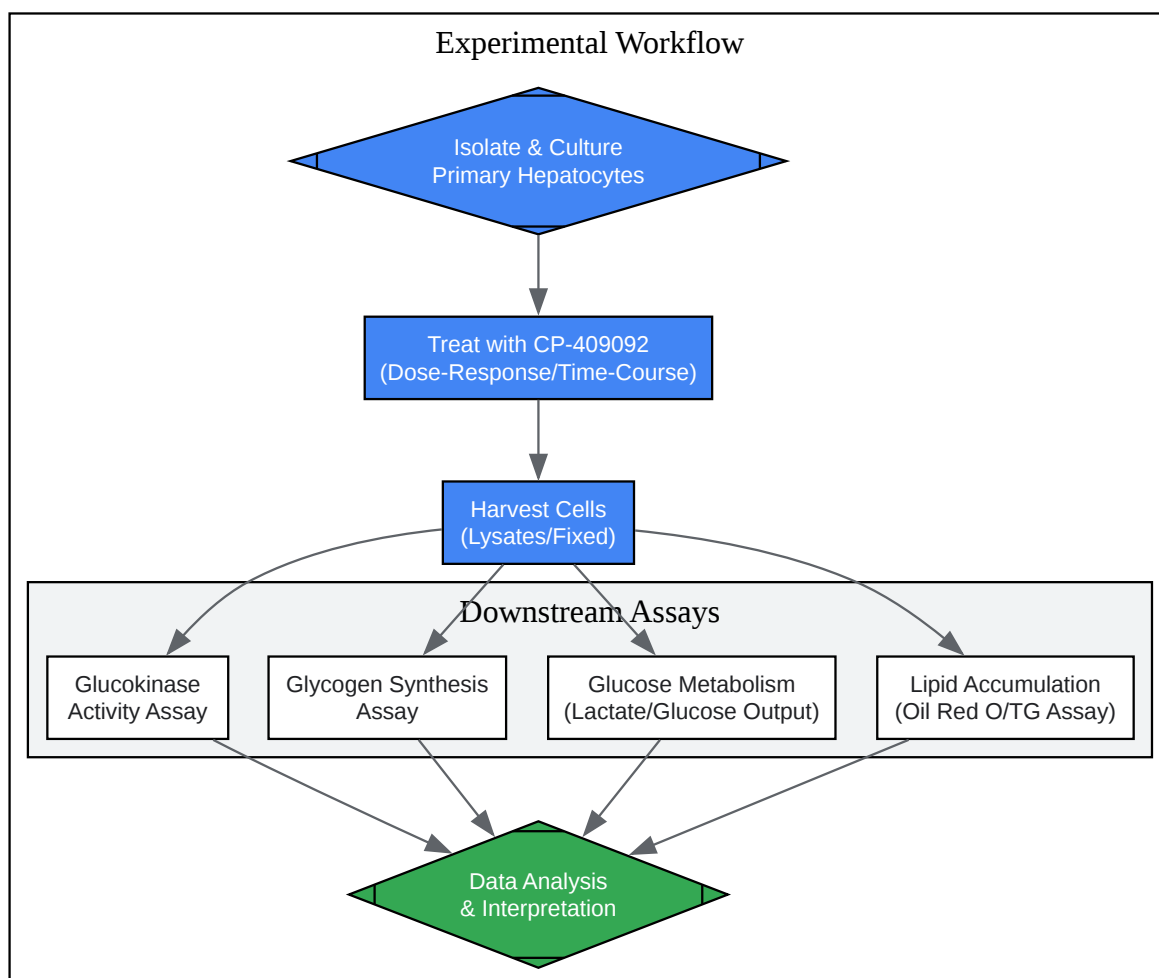 Experimental Workflow
Isolate & Culture
Primary Hepatocytes
Treat with CP-409092
(Dose-Response/Time-Course)
Harvest Cells
(Lysates/Fixed)
Downstream Assays
Glucokinase
Activity Assay
Glycogen Synthesis
Assay
Glucose Metabolism
(Lactate/Glucose Output)
Lipid Accumulation
(Oil Red O/TG Assay)
Data Analysis
& Interpretation